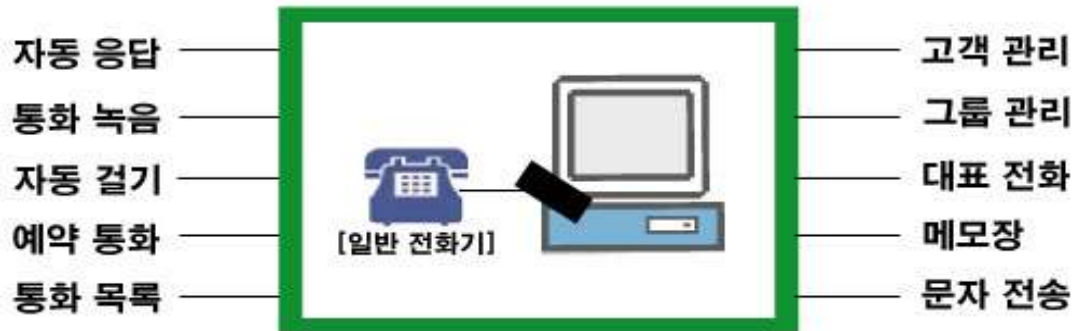 자동 응답
통화 녹음
자동 걸기
예약 통화
통화 목록
[일반 전화기]
고객 관리
그룹 관리
대표 전화
메모장
문자 전송